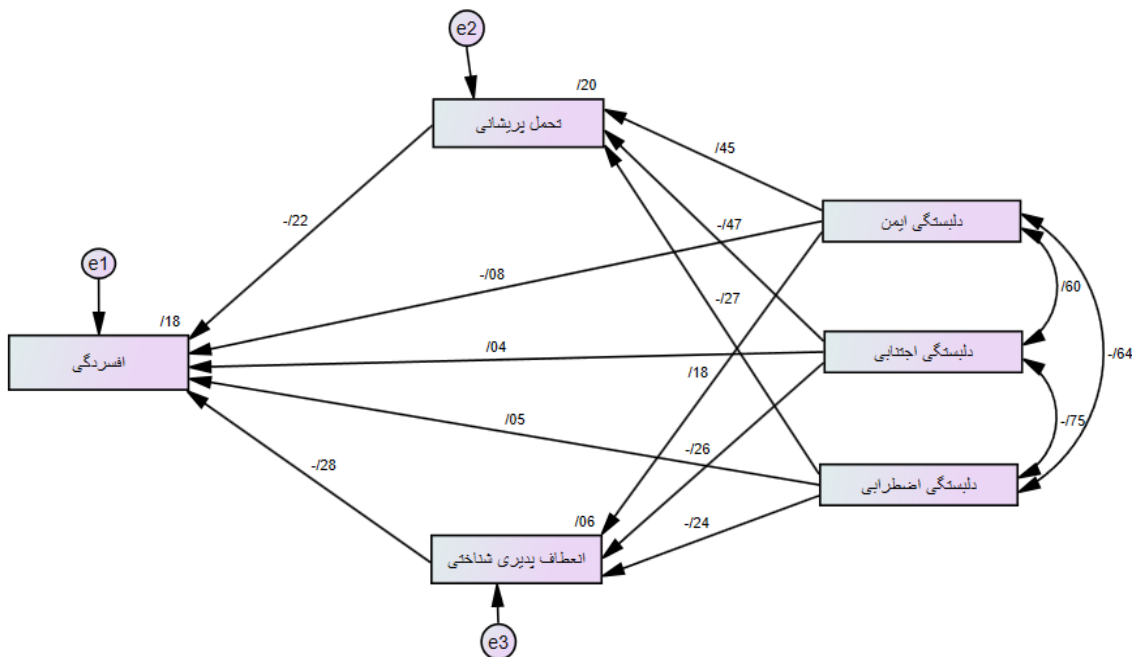 e2
/20
تحمل پریشانی
/45
دلبستگی ایمن
-/22
-/47
e1
-/08
-/27
/60
/18
افسردگی
/04
دلبستگی اجتنابی
-/64
/18
/05
-/75
-/26
-/28
دلبستگی اضطرابی
/06
-/24
انعطاف پذیری شناختی
e3